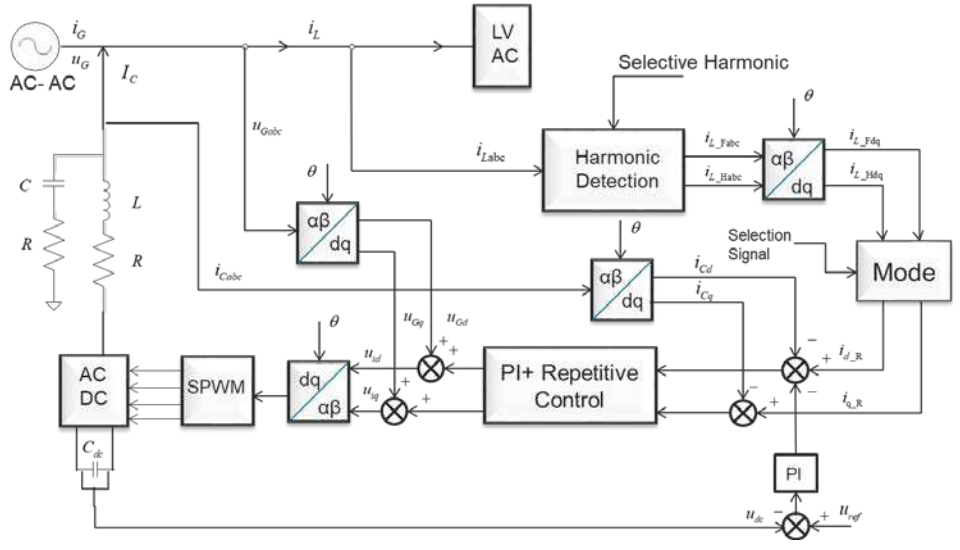 i_G
i_L
LV
AC
u_G
AC- AC
I_C
Selective Harmonic
u_Gabc
θ
i_Labc
Harmonic
Detection
i_L_Fabc
i_L_Habc
αβ
dq
i_L_Fdq
i_L_Hdq
C
L
R
R
θ
αβ
dq
θ
Selection
Signal
Mode
i_Cabc
αβ
dq
i_Cd
i_Cq
u_Gq
u_Gd
θ
AC
DC
SPWM
dq
αβ
u_id
u_iq
+
+
+
+
PI+ Repetitive
Control
+
+
−
−
−
+
+
i_d_R
i_q_R
C_dc
PI
u_dc
−
+
u_ref